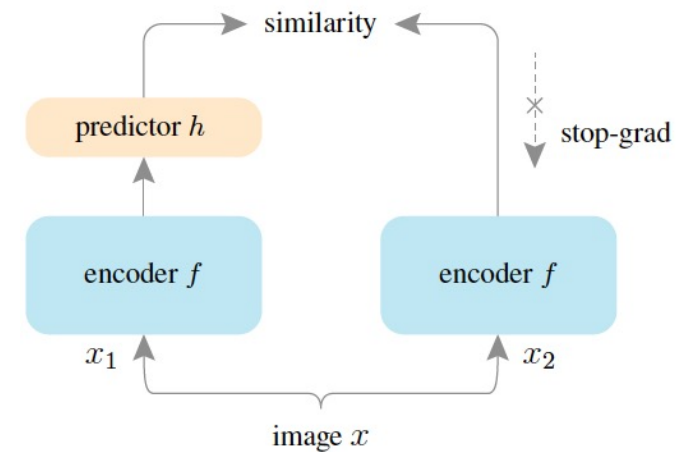 similarity
predictor h
stop-grad
encoder f
encoder f
x₁
x₂
image x